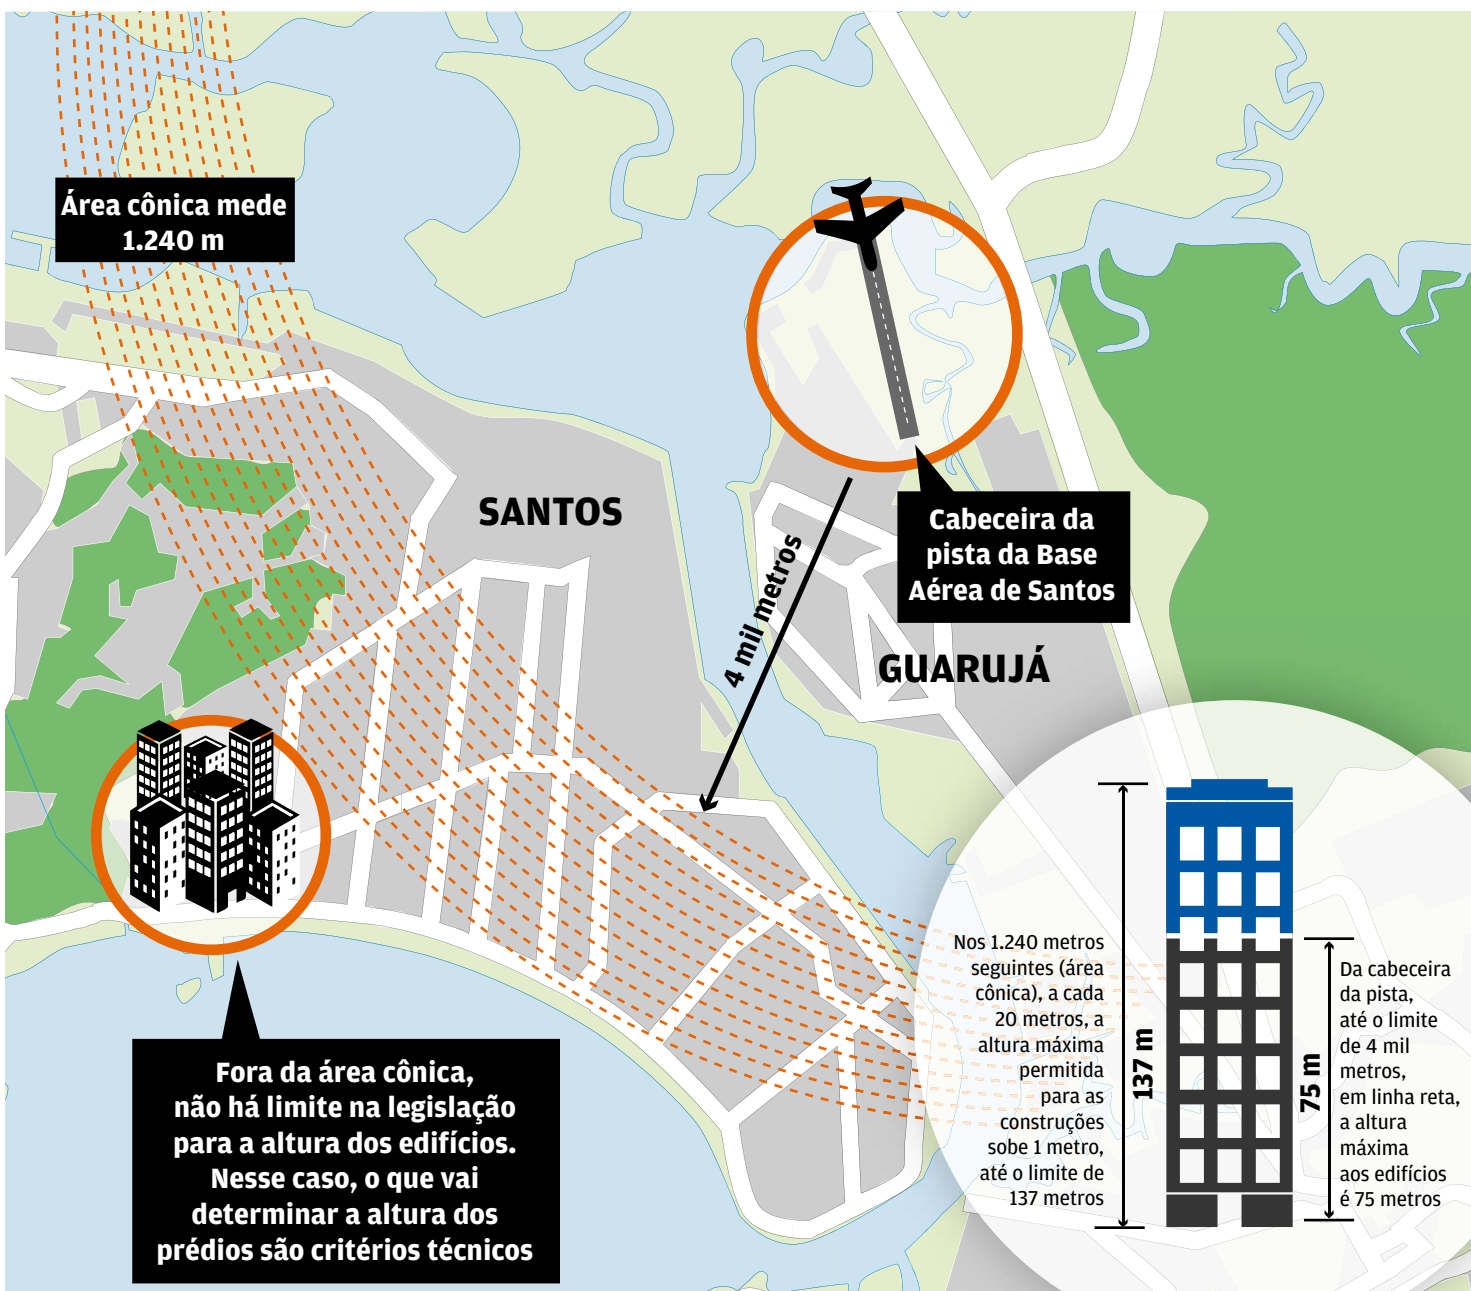 Área cônica mede
1.240 m
SANTOS
4 mil metros
Cabeceira da
pista da Base
Aérea de Santos
GUARUJÁ
Nos 1.240 metros
seguintes (área
cônica), a cada
20 metros, a
altura máxima
permitida
para as
construções
sobe 1 metro,
até o limite de
137 metros
137 m
75 m
Da cabeceira
da pista,
até o limite
de 4 mil
metros,
em linha reta,
a altura
máxima
aos edifícios
é 75 metros
Fora da área cônica,
não há limite na legislação
para a altura dos edifícios.
Nesse caso, o que vai
determinar a altura dos
prédios são critérios técnicos